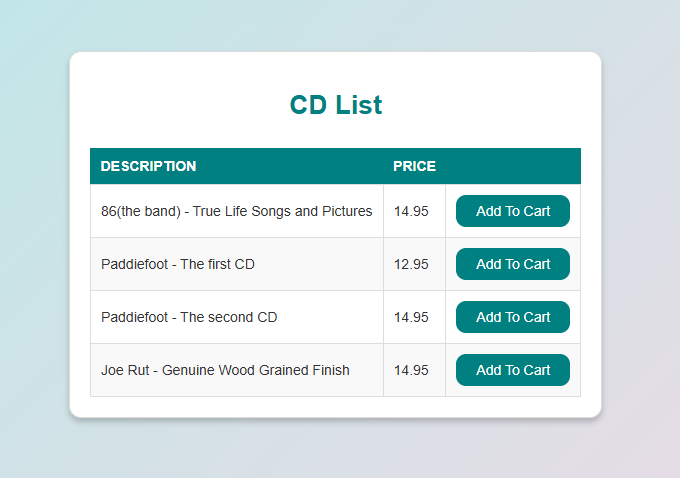 CD List
DESCRIPTION PRICE
86(the band) - True Life Songs and Pictures 14.95 Add To Cart
Paddlefoot - The first CD 12.95 Add To Cart
Paddlefoot - The second CD 14.95 Add To Cart
Joe Rut - Genuine Wood Grained Finish 14.95 Add To Cart